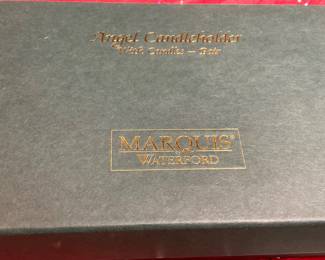 Angel Candleholder
With Candles – Pair
MARQUIS®
WATERFORD